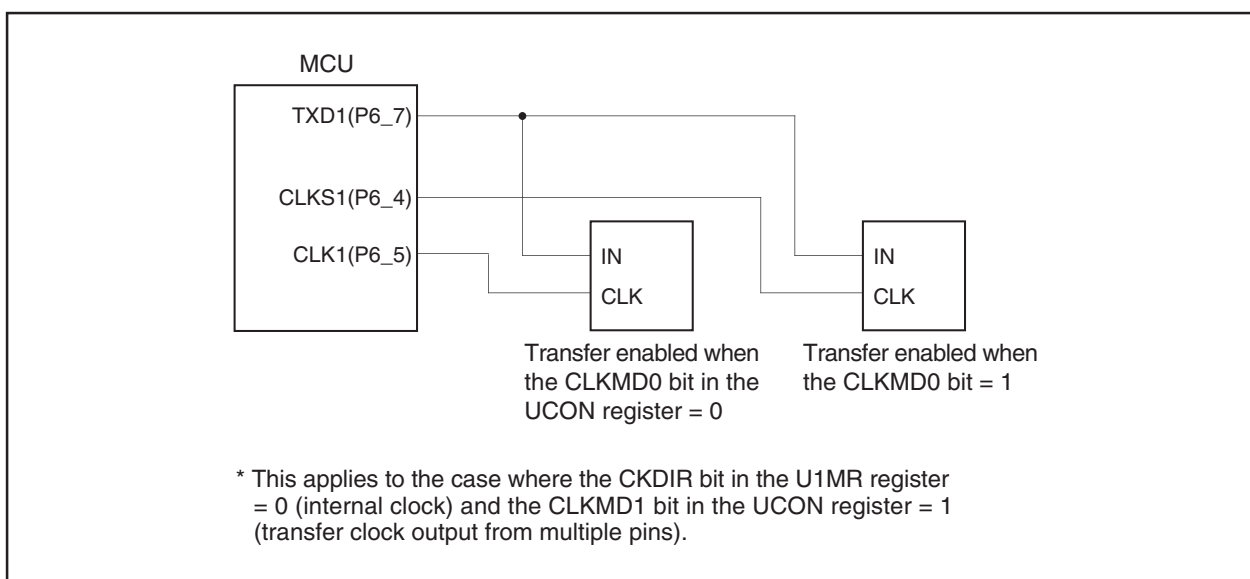 MCU
TXD1(P6_7)
CLKS1(P6_4)
CLK1(P6_5)
IN
CLK
IN
CLK
Transfer enabled when
the CLKMD0 bit in the
UCON register = 0
Transfer enabled when
the CLKMD0 bit = 1
* This applies to the case where the CKDIR bit in the U1MR register
= 0 (internal clock) and the CLKMD1 bit in the UCON register = 1
(transfer clock output from multiple pins).